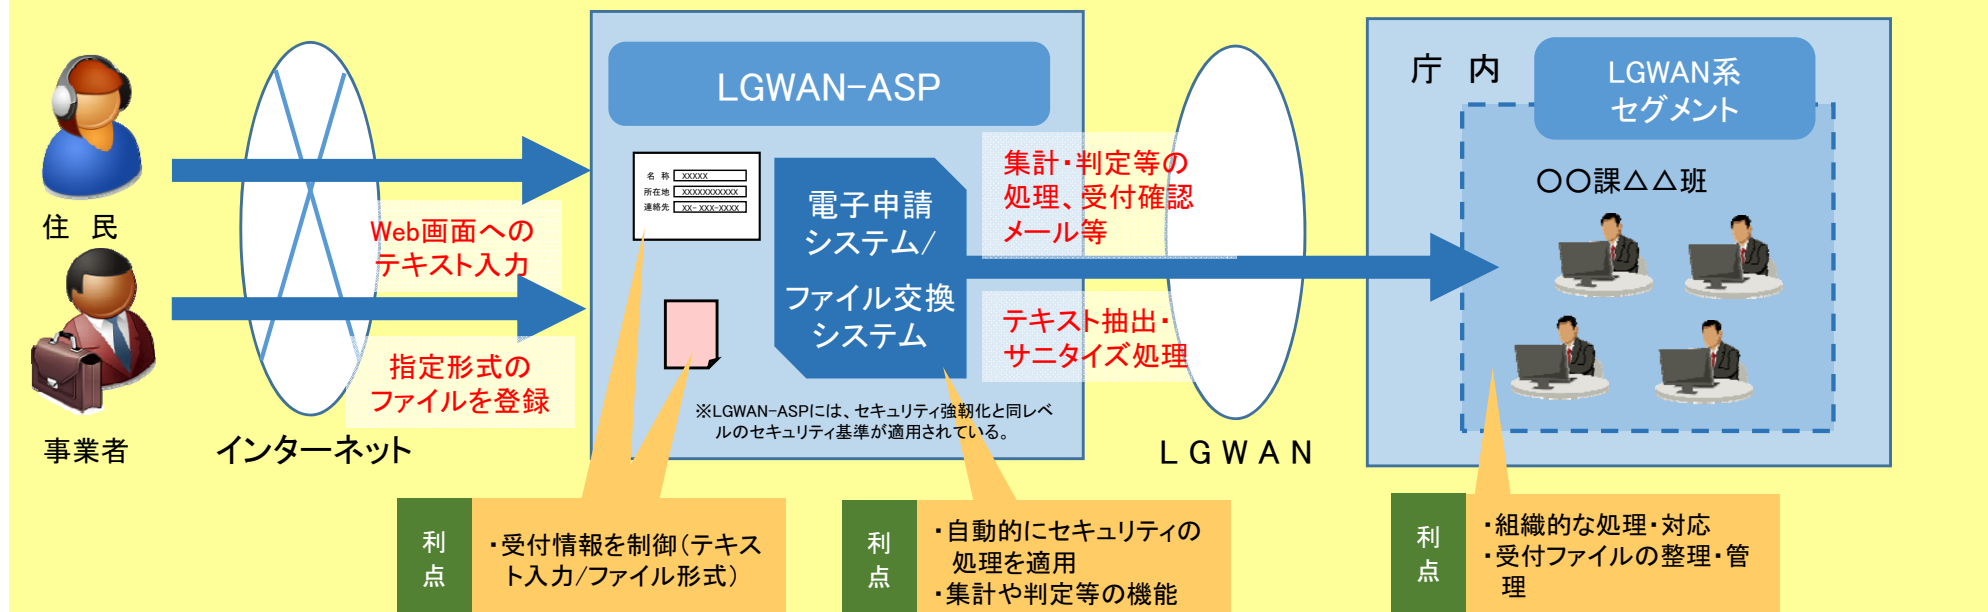 住 民
事業者
インターネット
Web画面への
テキスト入力
指定形式の
ファイルを登録
LGWAN-ASP
名 称 XXXXX
所在地 XXXXXXXXXXX
連絡先 XX-XXX-XXXX
電子申請
システム/
ファイル交換
システム
※LGWAN-ASPには、セキュリティ強靭化と同レベ
ルのセキュリティ基準が適用されている。
集計・判定等の
処理、受付確認
メール等
テキスト抽出・
サニタイズ処理
LGWAN
庁 内
LGWAN系
セグメント
〇〇課△△班
利
点
・受付情報を制御(テキス
ト入力/ファイル形式)
利
点
・自動的にセキュリティの
処理を適用
・集計や判定等の機能
利
点
・組織的な処理・対応
・受付ファイルの整理・管
理